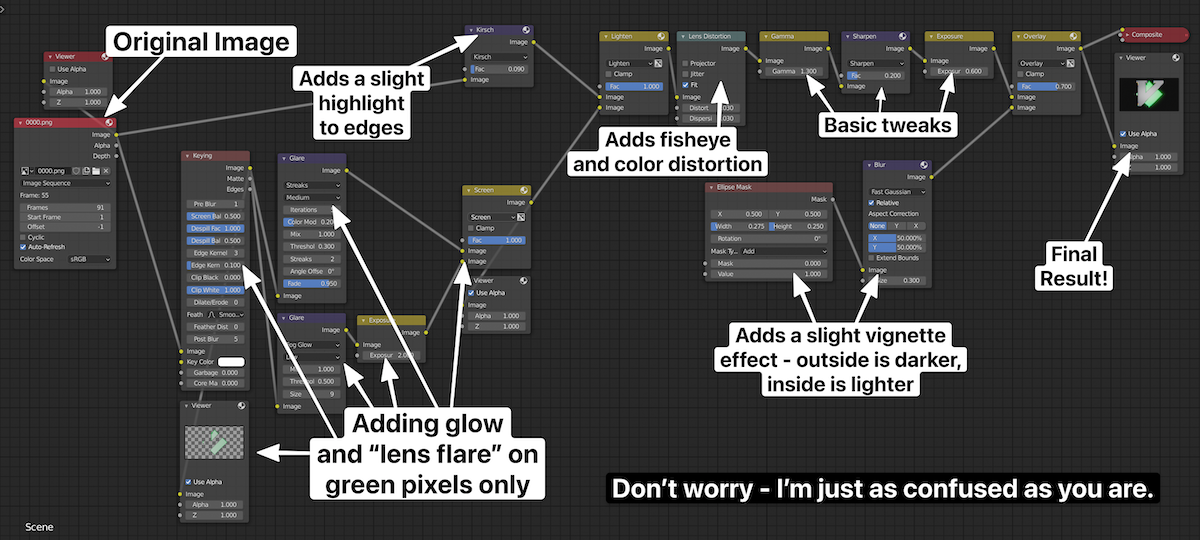 Original Image
Viewer
Use Alpha
Image
Alpha 1.000
Z 1.000
0000.png
Image
Alpha
Depth
0000.png
Image Sequence
Frame: 55
Frames 91
Start Frame 1
Offset -1
Cyclic
Auto-Refresh
Color Space sRGB
Keying
Image
Matte
Edges
Pre Blur 1
Screen Bal 0.500
Despill Fac 1.000
Despill Bal 0.500
Edge Kernel 3
Edge Kern 0.100
Clip Black 0.000
Clip White 1.000
Dilate/Erode 0
Feath Smoo...
Feather Dist 0
Post Blur 5
Image
Key Color
Garbage 0.000
Core Ma 0.000
Viewer
Use Alpha
Image
Alpha 1.000
Z 1.000
Glare
Image
Streaks
Medium
Iterations
Color Mod 0.20
Mix 1.000
Threshol 0.300
Streaks 2
Angle Offse 0°
Fade 0.950
Image
Glare
Image
Fog Glow
1.000
0.500
Size 9
Image
Exposure
Image
Image
Exposur
Adding glow
and “lens flare” on
green pixels only
Adds a slight
highlight
to edges
Kirsch
Image
Kirsch
Fac 0.090
Image
Screen
Image
Screen
Clamp
Fac 1.000
Image
Image
Viewer
Use Alpha
Image
Alpha 1.000
Z 1.000
Lighten
Image
Lighten
Clamp
Fac 1.000
Image
Image
Lens Distortion
Image
Projector
Jitter
Fit
Image
Distort
Dispersi
Adds fisheye
and color distortion
Gamma
Image
Image
Gamma 1.300
Sharpen
Image
Sharpen
Fac 0.200
Image
Exposure
Image
Image
Exposur 0.600
Basic tweaks
Overlay
Image
Overlay
Clamp
Fac 0.700
Image
Image
Composite
Viewer
Use Alpha
Image
Alpha 1.000
1.000
Ellipse Mask
Mask
X 0.500 Y 0.500
Width 0.275 Height 0.250
Rotation 0°
Mask Ty... Add
Mask 0.000
Value 1.000
Blur
Image
Fast Gaussian
Relative
Aspect Correction
None Y X
X 50.000%
Y 50.000%
Extend Bounds
Image
Size 0.300
Adds a slight vignette
effect - outside is darker,
inside is lighter
Final
Result!
Don’t worry - I’m just as confused as you are.
Scene